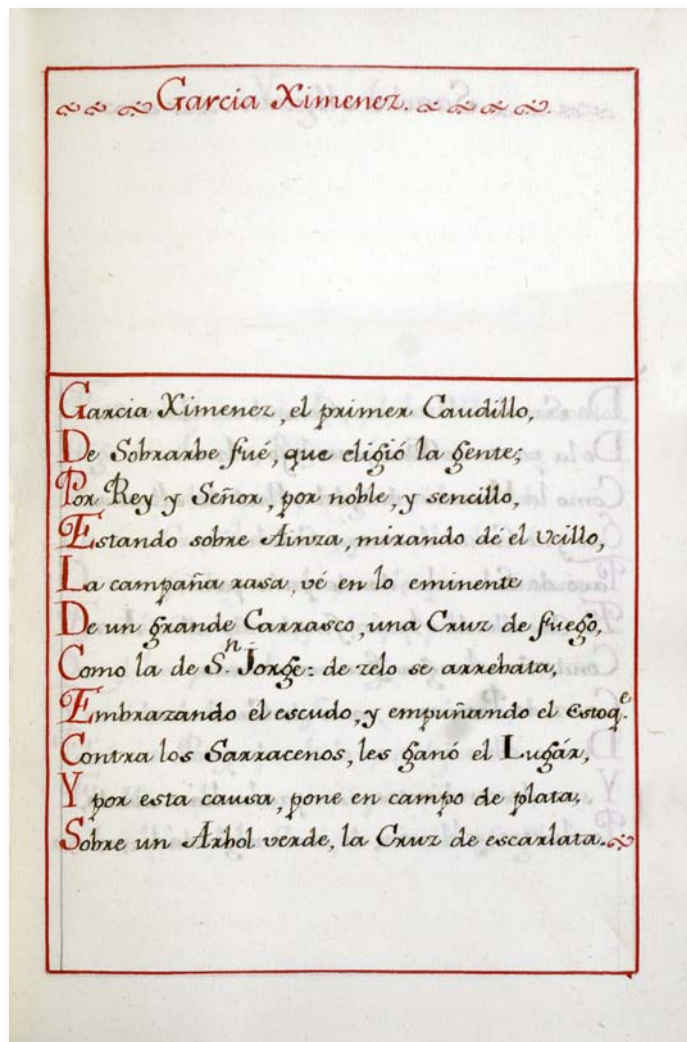 Garcia Ximenez.
Garcia Ximenez, el primer Caudillo,
De Sobrarbe fué, que eligió la gente;
Por Rey y Señor, por noble, y sencillo,
Estando sobre Ainza, mirando dé el Ucillo,
La campaña rasa, vé en lo eminente
De un grande Carrasco, una Cruz de fuego,
Como la de S.n Jorge: de zelo se arrebata,
Embrazando el escudo, y empuñando el Estoq.e
Contra los Sarracenos, les ganó el Lugár,
Y por esta causa, pone en campo de plata,
Sobre un Arbol verde, la Cruz de escarlata.